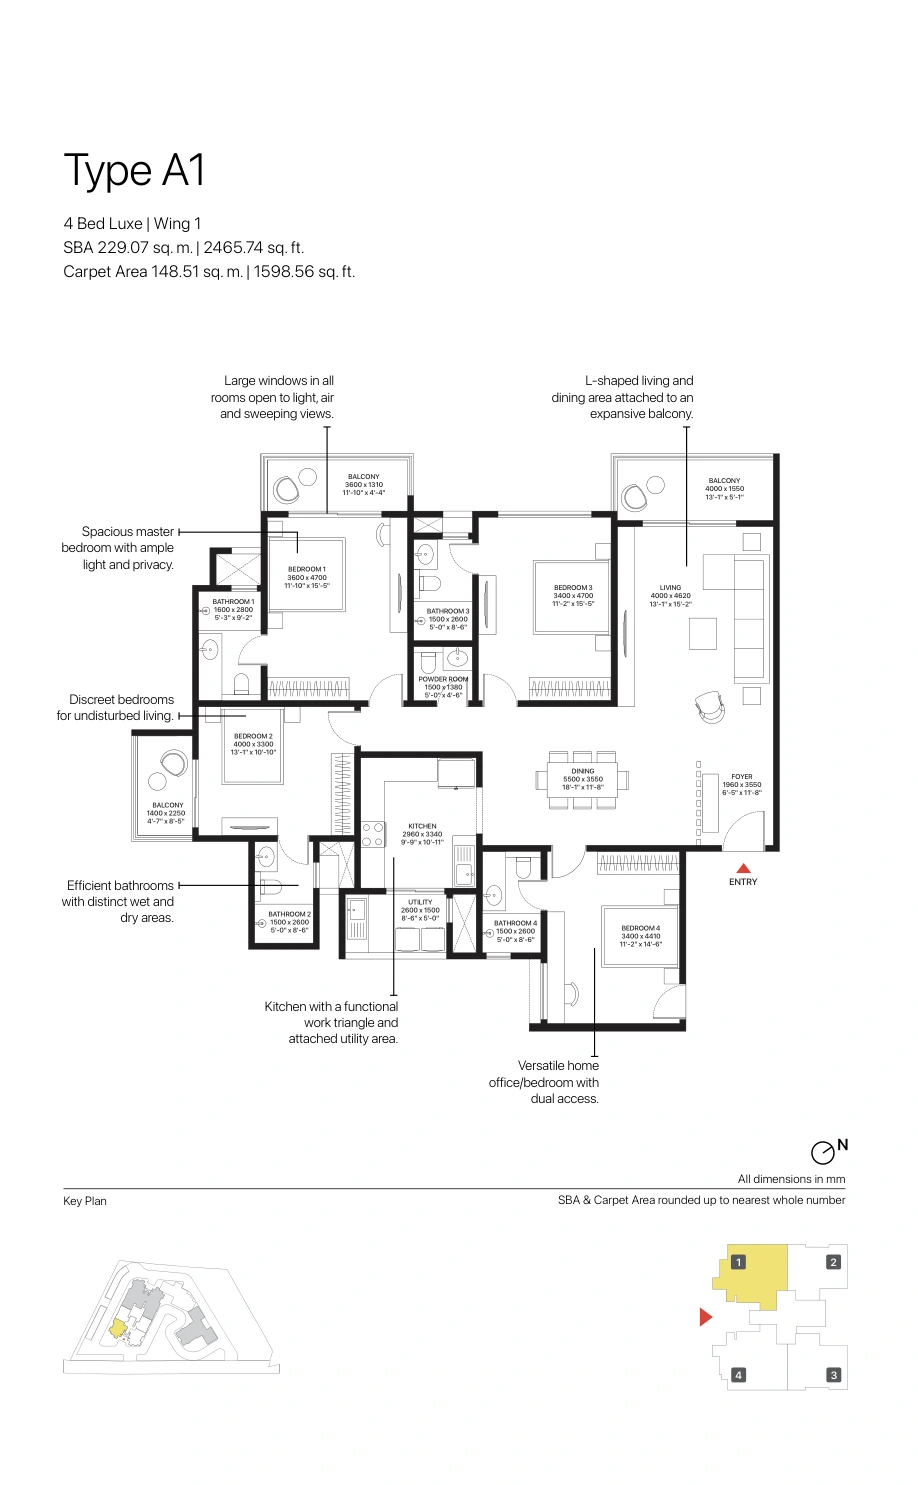 Type A1
4 Bed Luxe | Wing 1
SBA 229.07 sq. m. | 2465.74 sq. ft.
Carpet Area 148.51 sq. m. | 1598.56 sq. ft.
Large windows in all
rooms open to light, air
and sweeping views.
L-shaped living and
dining area attached to an
expansive balcony.
BALCONY
3600 x 1310
11'-10" x 4'-4"
BALCONY
4000 x 1550
13'-1" x 5'-1"
Spacious master
bedroom with ample
light and privacy.
BEDROOM 1
3600 x 4700
11'-10" x 15'-5"
BATHROOM 1
1600 x 2800
5'-3" x 9'-2"
BATHROOM 3
1500 x 2600
5'-0" x 8'-6"
BEDROOM 3
3400 x 4700
11'-2" x 15'-5"
LIVING
4000 x 4620
13'-1" x 15'-2"
POWDER ROOM
1500 x 1380
5'-0" x 4'-6"
Discreet bedrooms
for undisturbed living.
BEDROOM 2
4000 x 3300
13'-1" x 10'-10"
BALCONY
1400 x 2250
4'-7" x 8'-5"
DINING
5500 x 3550
18'-1" x 11'-8"
FOYER
1960 x 3550
6'-5" x 11'-8"
KITCHEN
2960 x 3340
9'-9" x 10'-11"
ENTRY
Efficient bathrooms
with distinct wet and
dry areas.
BATHROOM 2
1500 x 2600
5'-0" x 8'-6"
UTILITY
2600 x 1500
8'-6" x 5'-0"
BATHROOM 4
1500 x 2600
5'-0" x 8'-6"
BEDROOM 4
3400 x 4410
11'-2" x 14'-6"
Kitchen with a functional
work triangle and
attached utility area.
Versatile home
office/bedroom with
dual access.
N
All dimensions in mm
Key Plan
SBA & Carpet Area rounded up to nearest whole number
1
2
4
3